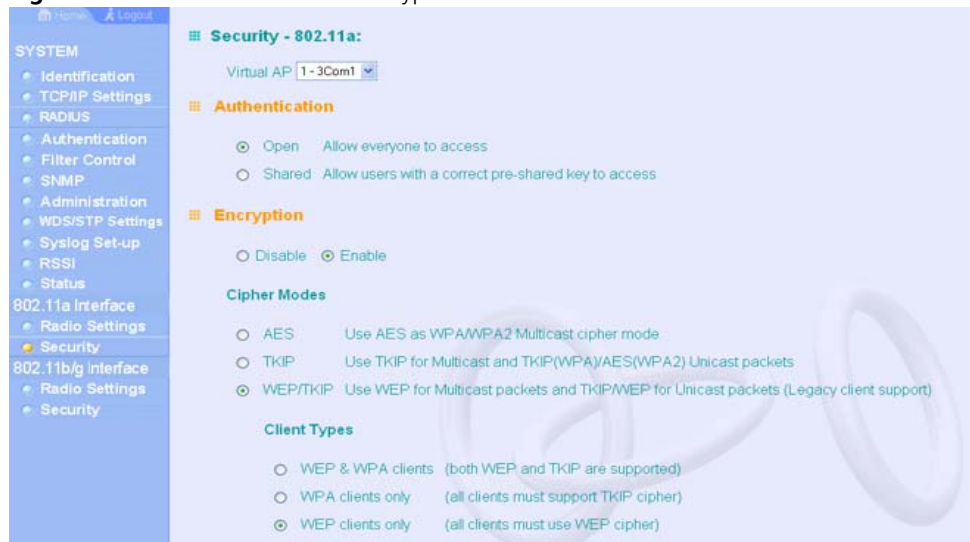 Home Logout
SYSTEM
Identification
TCP/IP Settings
RADIUS
Authentication
Filter Control
SNMP
Administration
WDS/STP Settings
Syslog Set-up
RSSI
Status
802.11a Interface
Radio Settings
Security
802.11b/g Interface
Radio Settings
Security
Security - 802.11a:
Virtual AP 1 - 3Com1
Authentication
Open Allow everyone to access
Shared Allow users with a correct pre-shared key to access
Encryption
Disable Enable
Cipher Modes
AES Use AES as WPA/WPA2 Multicast cipher mode
TKIP Use TKIP for Multicast and TKIP(WPA)/AES(WPA2) Unicast packets
WEP/TKIP Use WEP for Multicast packets and TKIP/WEP for Unicast packets (Legacy client support)
Client Types
WEP & WPA clients (both WEP and TKIP are supported)
WPA clients only (all clients must support TKIP cipher)
WEP clients only (all clients must use WEP cipher)